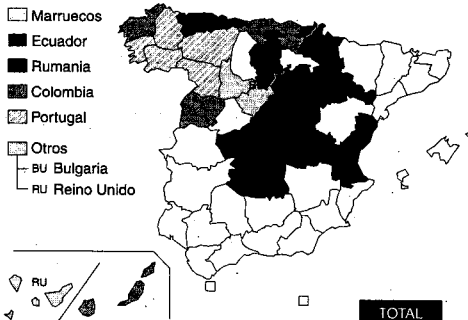 Marruecos
Ecuador
Rumania
Colombia
Portugal
Otros
BU Bulgaria
RU Reino Unido
RU
TOTAL